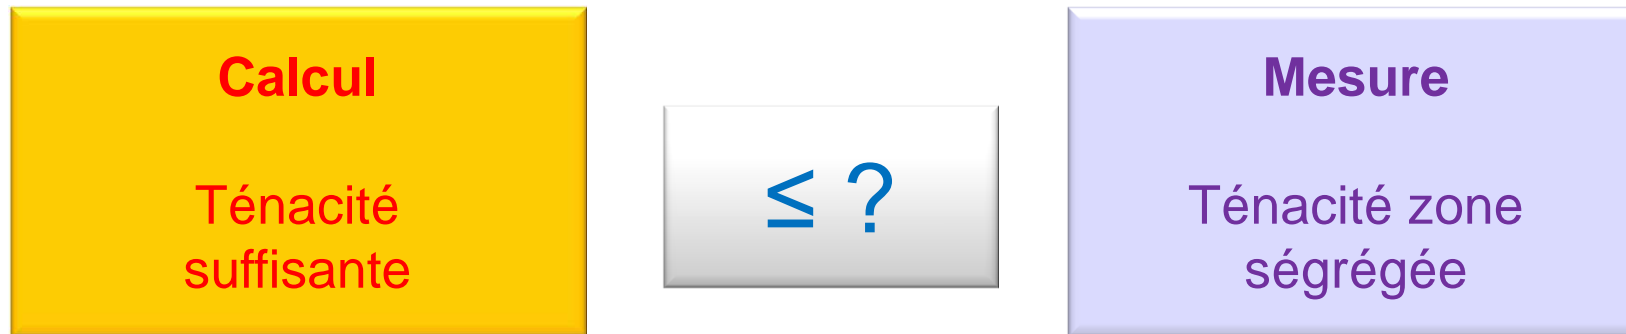 Calcul
Ténacité
suffisante
≤ ?
Mesure
Ténacité zone
ségrégée